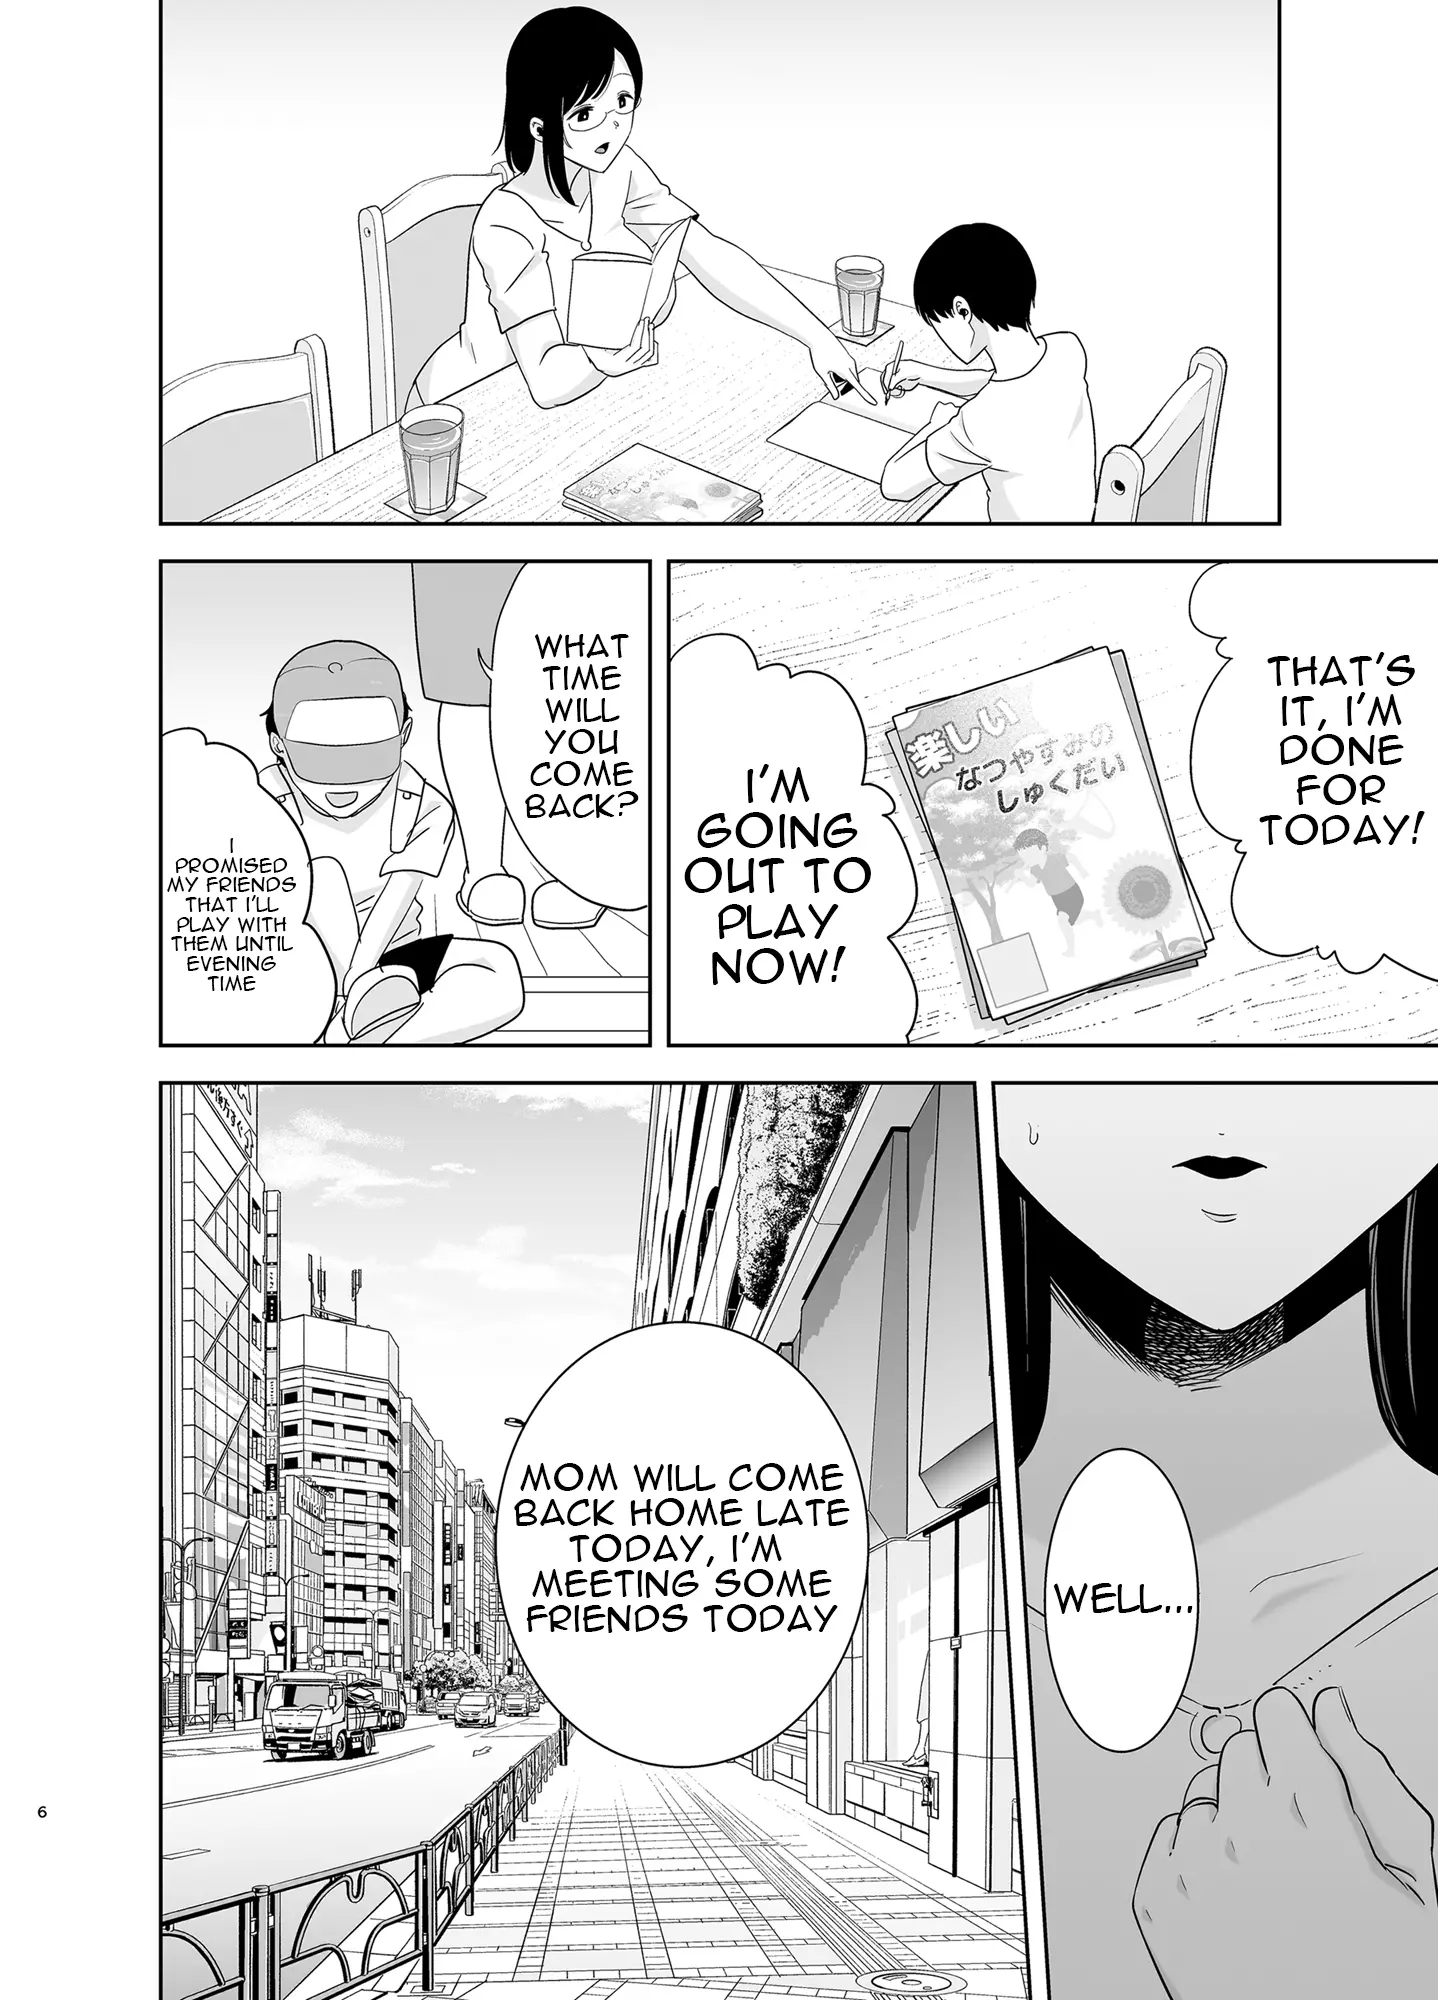 THAT'S
IT, I'M
DONE
FOR
TODAY!
楽しい
なつやすみの
しゅくだい
I'M
GOING
OUT TO
PLAY
NOW!
WHAT
TIME
WILL
YOU
COME
BACK?
I
PROMISED
MY FRIENDS
THAT I'LL
PLAY WITH
THEM UNTIL
EVENING
TIME
WELL...
MOM WILL COME
BACK HOME LATE
TODAY, I'M
MEETING SOME
FRIENDS TODAY
6